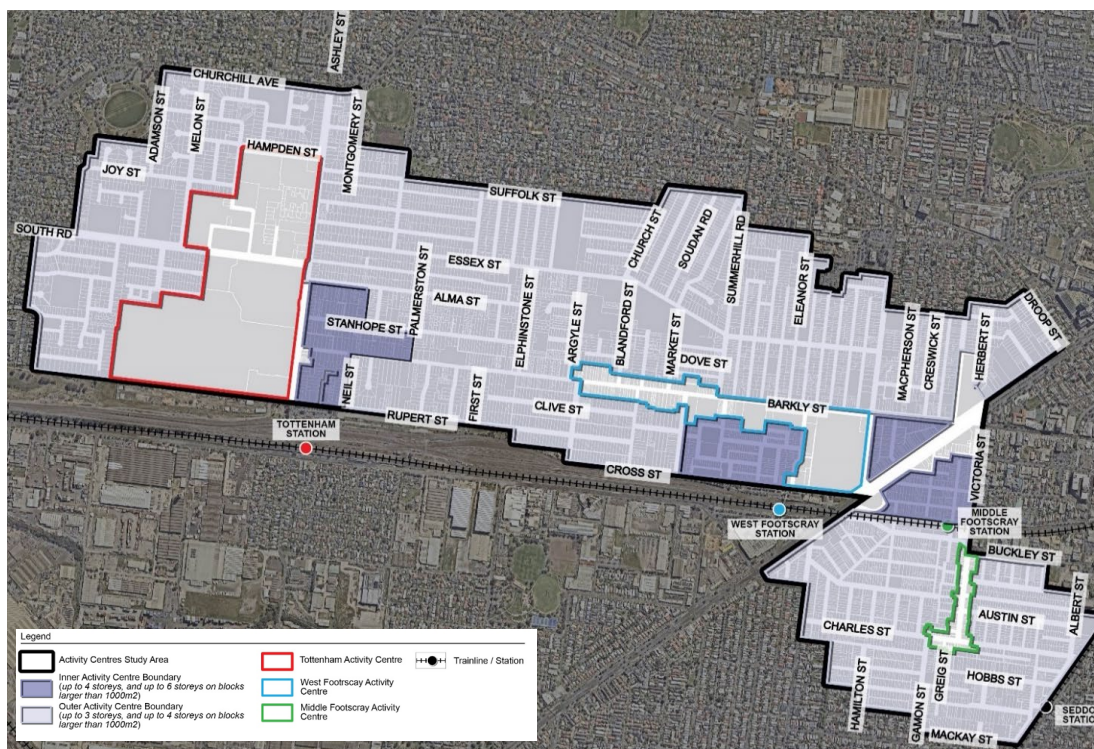 ASHLEY ST
CHURCHILL AVE
ADAMSON ST
MELON ST
HAMPDEN ST
MONTGOMERY ST
JOY ST
SUFFOLK ST
SOUTH RD
CHURCH ST
SOUDAN RD
SUMMERHILL RD
ESSEX ST
ELEANOR ST
ALMA ST
PALMERSTON ST
ELPHINSTONE ST
ARGYLE ST
BLANDFORD ST
MARKET ST
STANHOPE ST
DOVE ST
MACPHERSON ST
CRESWICK ST
HERBERT ST
DROOP ST
NEIL ST
RUPERT ST
FIRST ST
CLIVE ST
BARKLY ST
TOTTENHAM
STATION
CROSS ST
VICTORIA ST
WEST FOOTSCRAY
STATION
MIDDLE
FOOTSCRAY
STATION
BUCKLEY ST
CHARLES ST
AUSTIN ST
ALBERT ST
HAMILTON ST
GAMON ST
GREIG ST
HOBBS ST
SEDDO
STATIO
MACKAY ST
Legend
Activity Centres Study Area
Inner Activity Centre Boundary
(up to 4 storeys, and up to 6 storeys on blocks
larger than 1000m2)
Outer Activity Centre Boundary
(up to 3 storeys, and up to 4 storeys on blocks
larger than 1000m2)
Tottenham Activity Centre
West Footscray Activity
Centre
Middle Footscray Activity
Centre
Trainline / Station